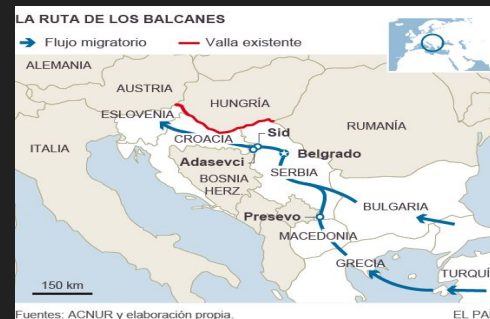 LA RUTA DE LOS BALCANES
Flujo migratorio
Valla existente
ALEMANIA
AUSTRIA
HUNGRÍA
ESLOVENIA
Sid
RUMANÍA
CROACIA
ITALIA
Adasevci
Belgrado
BOSNIA
HERZ
SERBIA
BULGARIA
Presevo
MACEDONIA
GRECIA
TURQUÍ
150 km
Fuentes: ACNUR y elaboración propia.
EL PAÍ